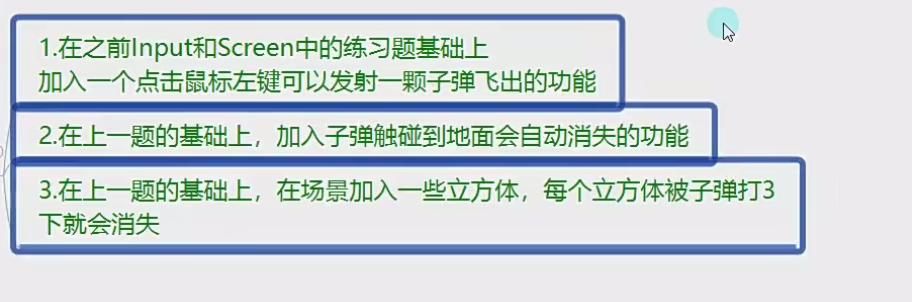 1.在之前Input和Screen中的练习题基础上
加入一个点击鼠标左键可以发射一颗子弹飞出的功能
2.在上一题的基础上，加入子弹触碰到地面会自动消失的功能
3.在上一题的基础上，在场景加入一些立方体，每个立方体被子弹打3
下就会消失